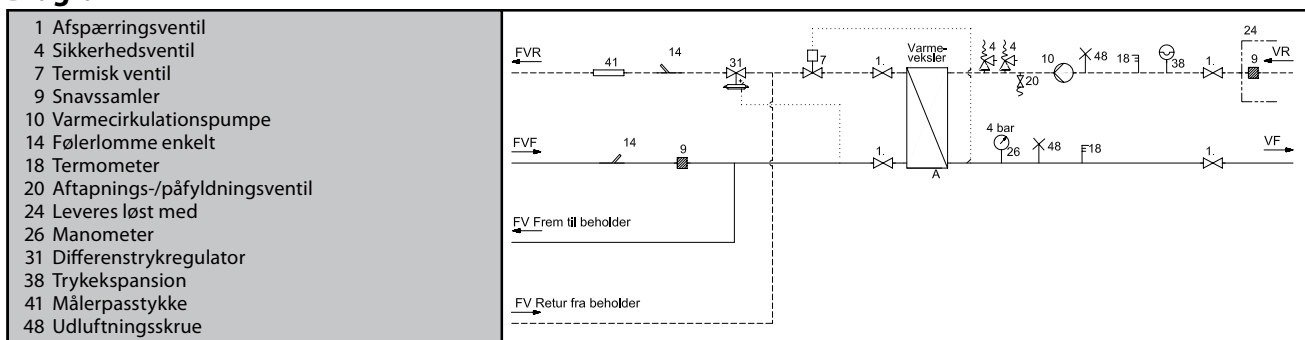 1 Afspærringsventil
4 Sikkerhedsventil
7 Termisk ventil
9 Snavssamler
10 Varmecirkulationspumpe
14 Følerlomme enkelt
18 Termometer
20 Aftapnings-/påfyldningsventil
24 Leveres løst med
26 Manometer
31 Differenstrykregulator
38 Trykekspansion
41 Målerpasstykke
48 Udluftningsskrue
FVR
41
14
31
7
1.
Varme-
veksler
4
4
20
10
48
18
38
1.
24
9
VR
FVF
14
9
1.
A
4 bar
26
48
18
1.
VF
FV Frem til beholder
FV Retur fra beholder